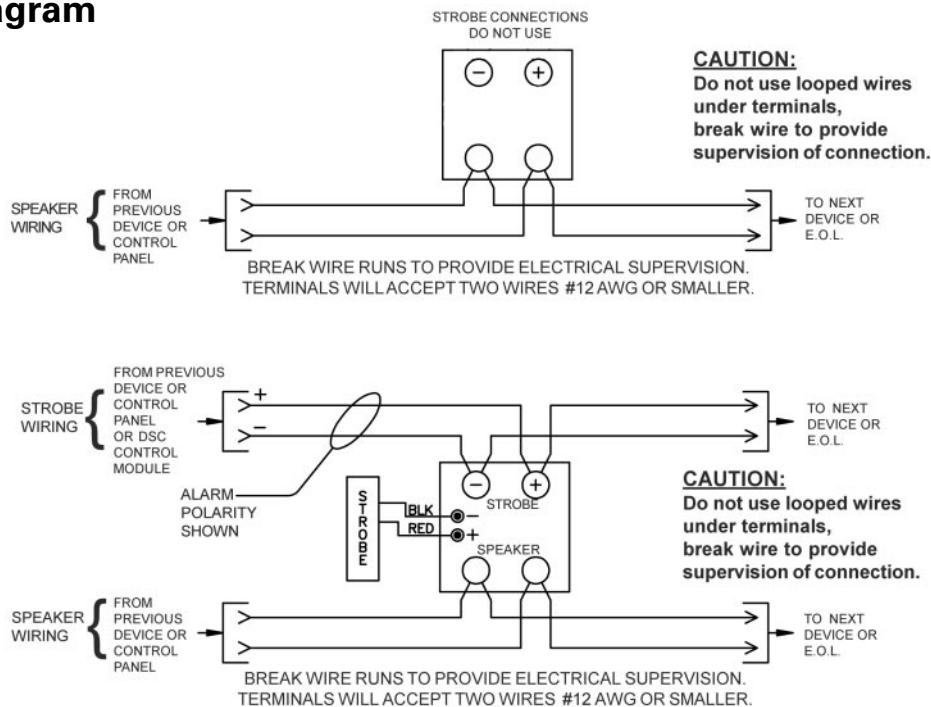 agram
STROBE CONNECTIONS
DO NOT USE
− +
CAUTION:
Do not use looped wires
under terminals,
break wire to provide
supervision of connection.
SPEAKER
WIRING
FROM
PREVIOUS
DEVICE OR
CONTROL
PANEL
TO NEXT
DEVICE OR
E.O.L.
BREAK WIRE RUNS TO PROVIDE ELECTRICAL SUPERVISION.
TERMINALS WILL ACCEPT TWO WIRES #12 AWG OR SMALLER.
STROBE
WIRING
FROM PREVIOUS
DEVICE OR
CONTROL
PANEL
OR DSC
CONTROL
MODULE
+
−
TO NEXT
DEVICE OR
E.O.L.
ALARM
POLARITY
SHOWN
STROBE
BLK
RED
− +
STROBE
−
+
SPEAKER
CAUTION:
Do not use looped wires
under terminals,
break wire to provide
supervision of connection.
SPEAKER
WIRING
FROM
PREVIOUS
DEVICE OR
CONTROL
PANEL
TO NEXT
DEVICE OR
E.O.L.
BREAK WIRE RUNS TO PROVIDE ELECTRICAL SUPERVISION.
TERMINALS WILL ACCEPT TWO WIRES #12 AWG OR SMALLER.